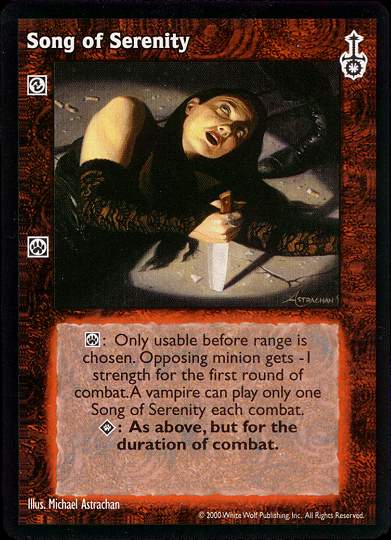 Song of Serenity
ASTRACHAN
: Only usable before range is
chosen. Opposing minion gets -1
strength for the first round of
combat. A vampire can play only one
Song of Serenity each combat.
: As above, but for the
duration of combat.
Illus. Michael Astrachan
© 2000 White Wolf Publishing, Inc. All Rights Reserved.